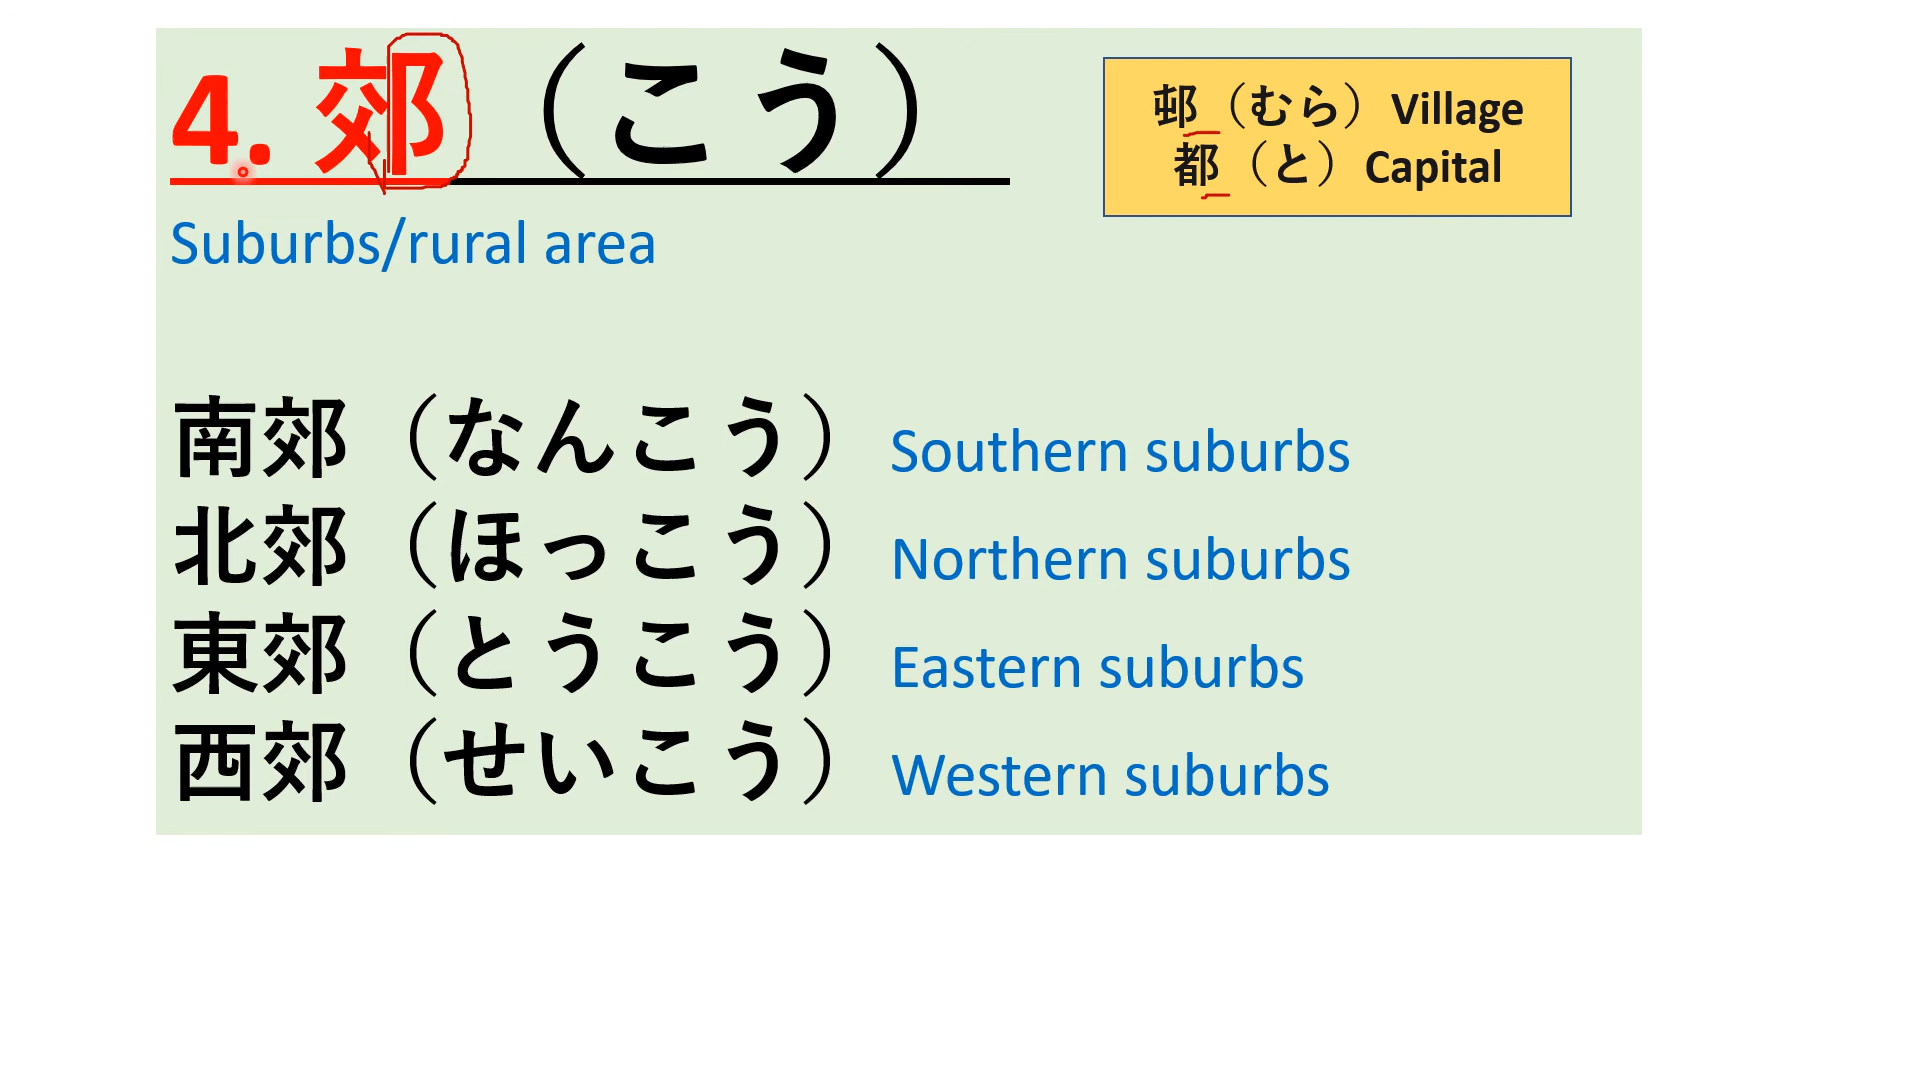 4. 郊（こう）
Suburbs/rural area
邨（むら）Village
都（と）Capital
南郊（なんこう）Southern suburbs
北郊（ほっこう）Northern suburbs
東郊（とうこう）Eastern suburbs
西郊（せいこう）Western suburbs